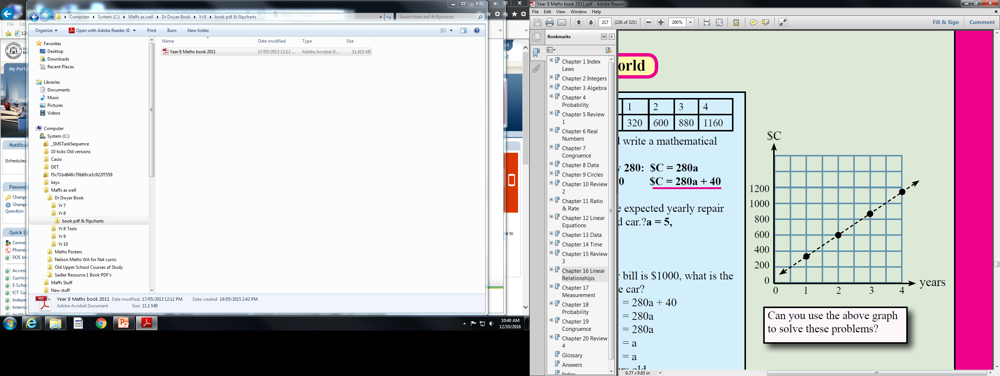 Computer System (C:) Maffs as well Dr Dwyer Book Yr 8 book pdf & flipcharts
Search book pdf & flipcharts
Organize Open with Adobe Reader XI Print Burn New folder
Name Date modified Type Size
Year 8 Maths book 2011 17/05/2013 12:12 ... Adobe Acrobat D... 11,415 KB
Favorites
Desktop
Downloads
Recent Places
Libraries
Documents
Music
Pictures
Videos
Computer
System (C:)
_SMSTaskSequence
10 ticks Old versions
Casio
DET
f5c71bd648c79b69ca3c922f7559
keys
Maffs as well
Dr Dwyer Book
Yr 7
Yr 8
book pdf & flipcharts
Yr 8 Tests
Yr 9
Yr 10
Maths Posters
Nelson Maths WA for Nat curric
Old Upper School Courses of Study
Sadler Resource 1 Book PDF's
Maffs Stuff
New stuff
Year 8 Maths book 2011 Date modified: 17/05/2013 12:12 PM Date created: 19/05/2015 2:42 PM
Adobe Acrobat Document Size: 11.1 MB
PDF
File Edi
12
My Port
Notifica
Scheduled
Passwo
Change
Change
Question
Quick L
Conne
Phone
DOE In
Access
Curric
E-Scho
ICT Cu
Indepe
Interna
e to
10:40 AM
12/10/2016
Year 8 Maths book 2011.pdf - Adobe Reader
File Edit View Window Help
217 (226 of 321) 200% Fill & Sign Comment
Bookmarks
Chapter 1 Index
Laws
Chapter 2 Integers
Chapter 3 Algebra
Chapter 4
Probability
Chapter 5 Review
1
Chapter 6 Real
Numbers
Chapter 7
Congruence
Chapter 8 Data
Chapter 9 Circles
Chapter 10 Review
2
Chapter 11 Ratio
& Rate
Chapter 12 Linear
Equations
Chapter 13 Data
Chapter 14 Time
Chapter 15 Review
3
Chapter 16 Linear
Relationships
Chapter 17
Measurement
Chapter 18
Probability
Chapter 19
Congruence
Chapter 20 Review
4
Glossary
Answers
Index
orld
1 2 3 4
320 600 880 1160
write a mathematical
280: $C = 280a
0 $C = 280a + 40
e expected yearly repair
d car.?a = 5,
bill is $1000, what is the
e car?
= 280a + 40
= 280a
= 280a
= a
= a
$C
1200
1000
800
600
400
200
0
0 1 2 3 4 years
Can you use the above graph
to solve these problems?
6.77 x 9.65 in